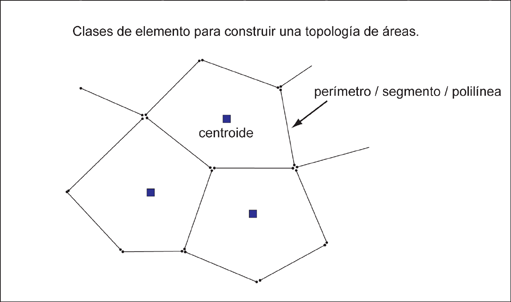 Clases de elemento para construir una topología de áreas.
perímetro / segmento / polilínea
centroide